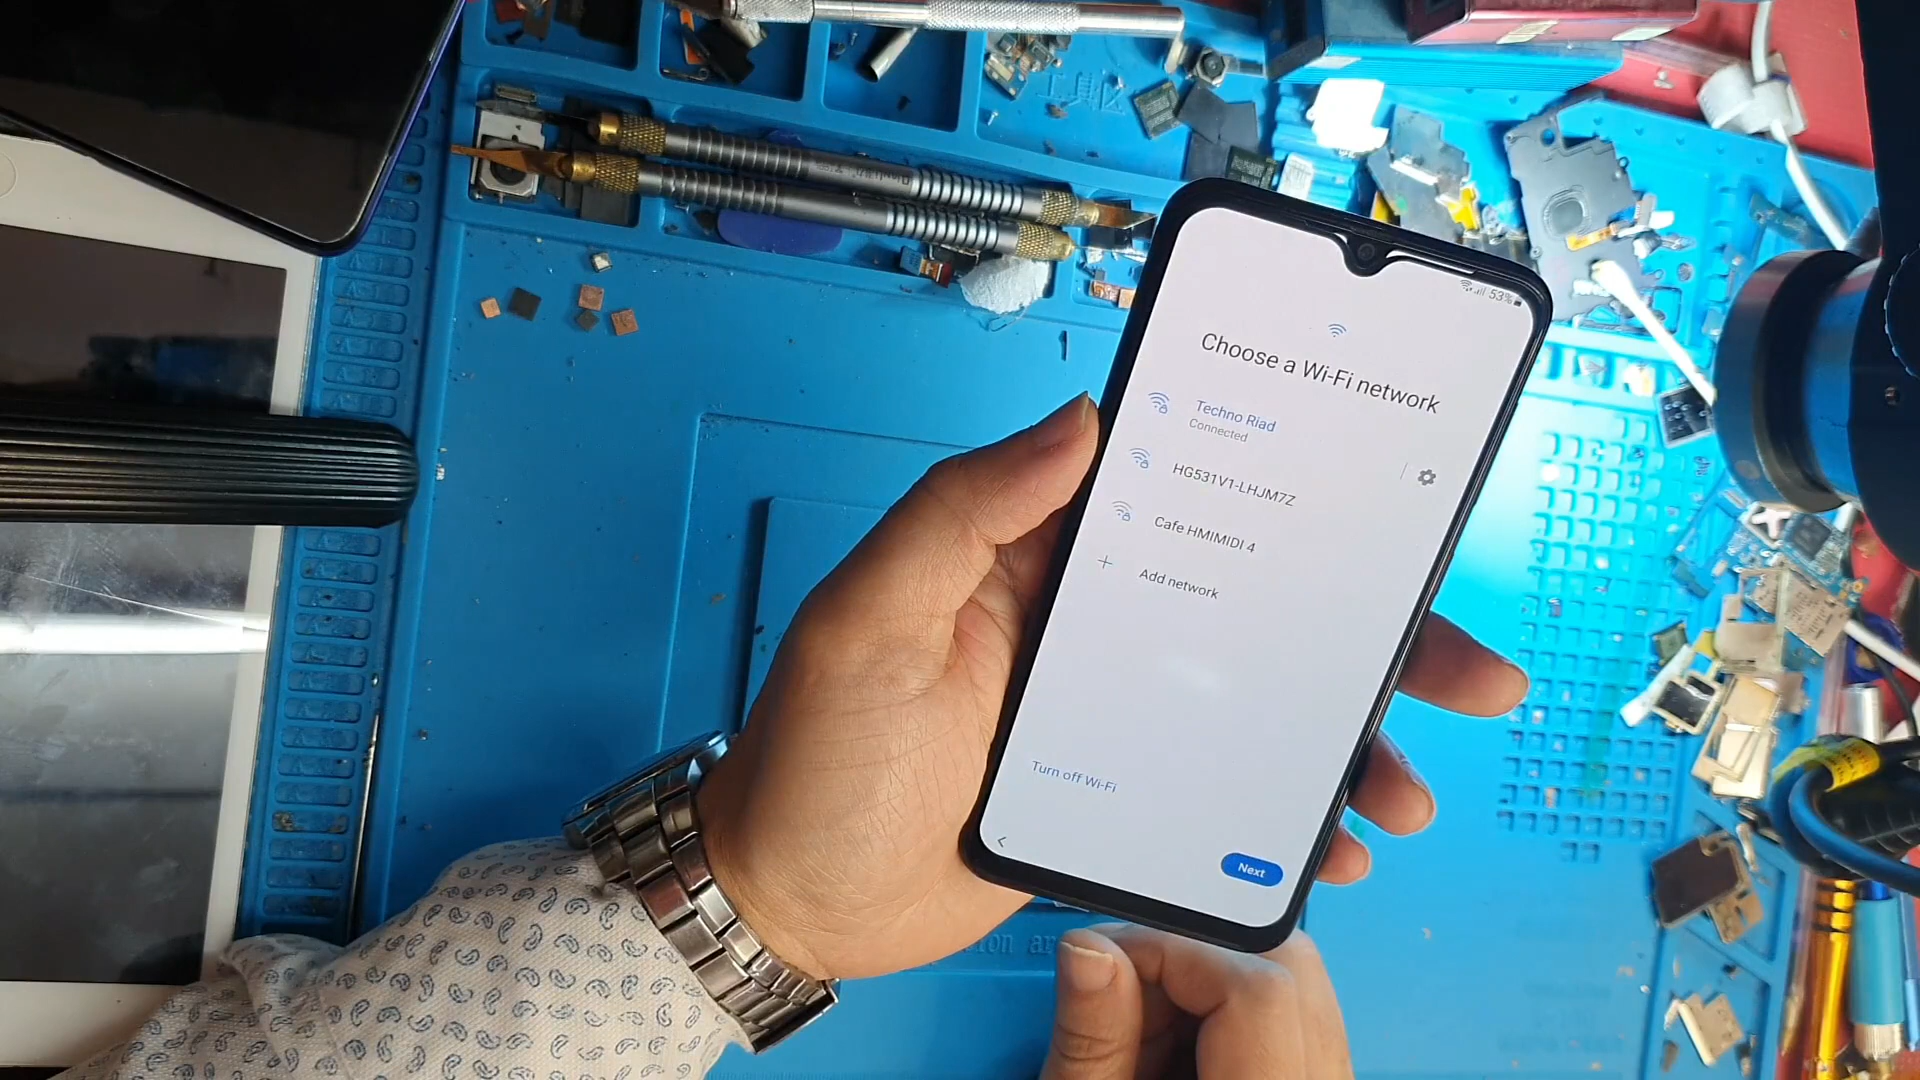 53%
Choose a Wi-Fi network
Techno Riad
Connected
HG531V1-LHJM7Z
Cafe HMIMIDI 4
Add network
Turn off Wi-Fi
Next